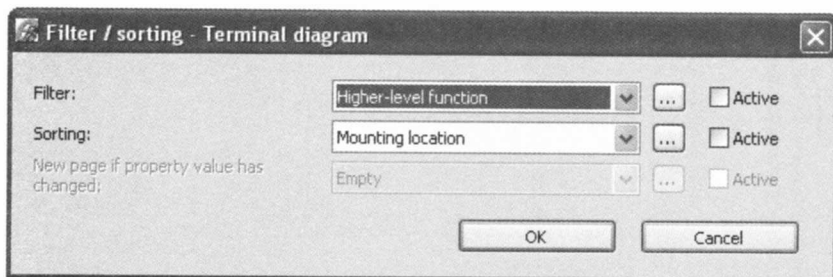 Filter / sorting - Terminal diagram
Filter: Higher-level function ... Active
Sorting: Mounting location ... Active
New page if property value has
changed: Empty ... Active
OK Cancel